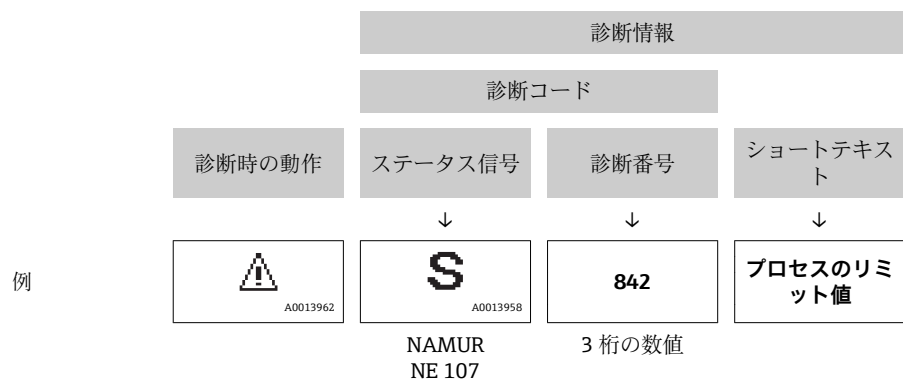 診断情報
診断コード
診断時の動作
ステータス信号
診断番号
ショートテキス
ト
↓ ↓ ↓
例
A0013962
S
A0013958
842
プロセスのリミ
ット値
NAMUR
NE 107
3 桁の数値